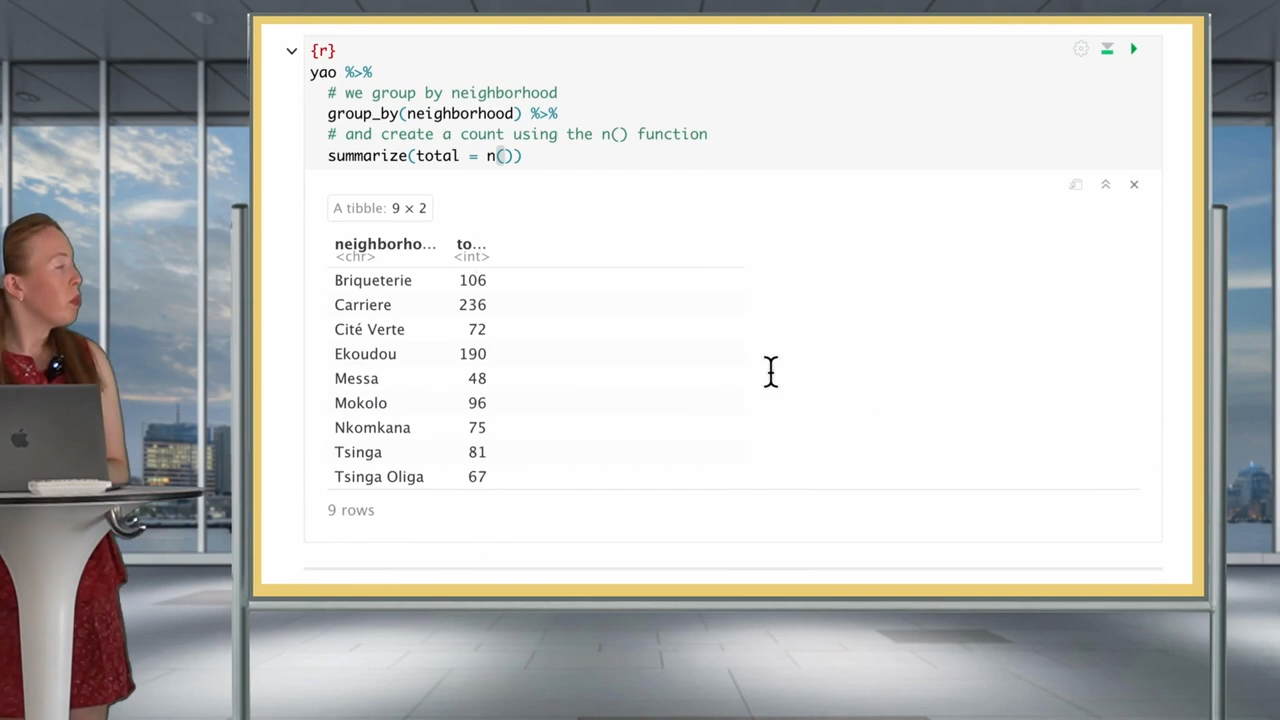 {r}
yao %>%
# we group by neighborhood
group_by(neighborhood) %>%
# and create a count using the n() function
summarize(total = n())
A tibble: 9 × 2
neighborho... to...
<chr> <int>
Briqueterie 106
Carriere 236
Cité Verte 72
Ekoudou 190
Messa 48
Mokolo 96
Nkomkana 75
Tsinga 81
Tsinga Oliga 67
9 rows